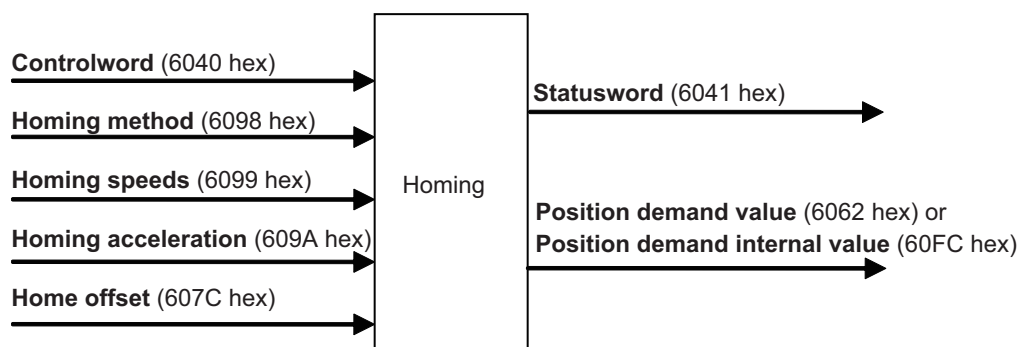 Controlword (6040 hex)
Homing method (6098 hex)
Homing speeds (6099 hex)
Homing acceleration (609A hex)
Home offset (607C hex)
Homing
Statusword (6041 hex)
Position demand value (6062 hex) or
Position demand internal value (60FC hex)